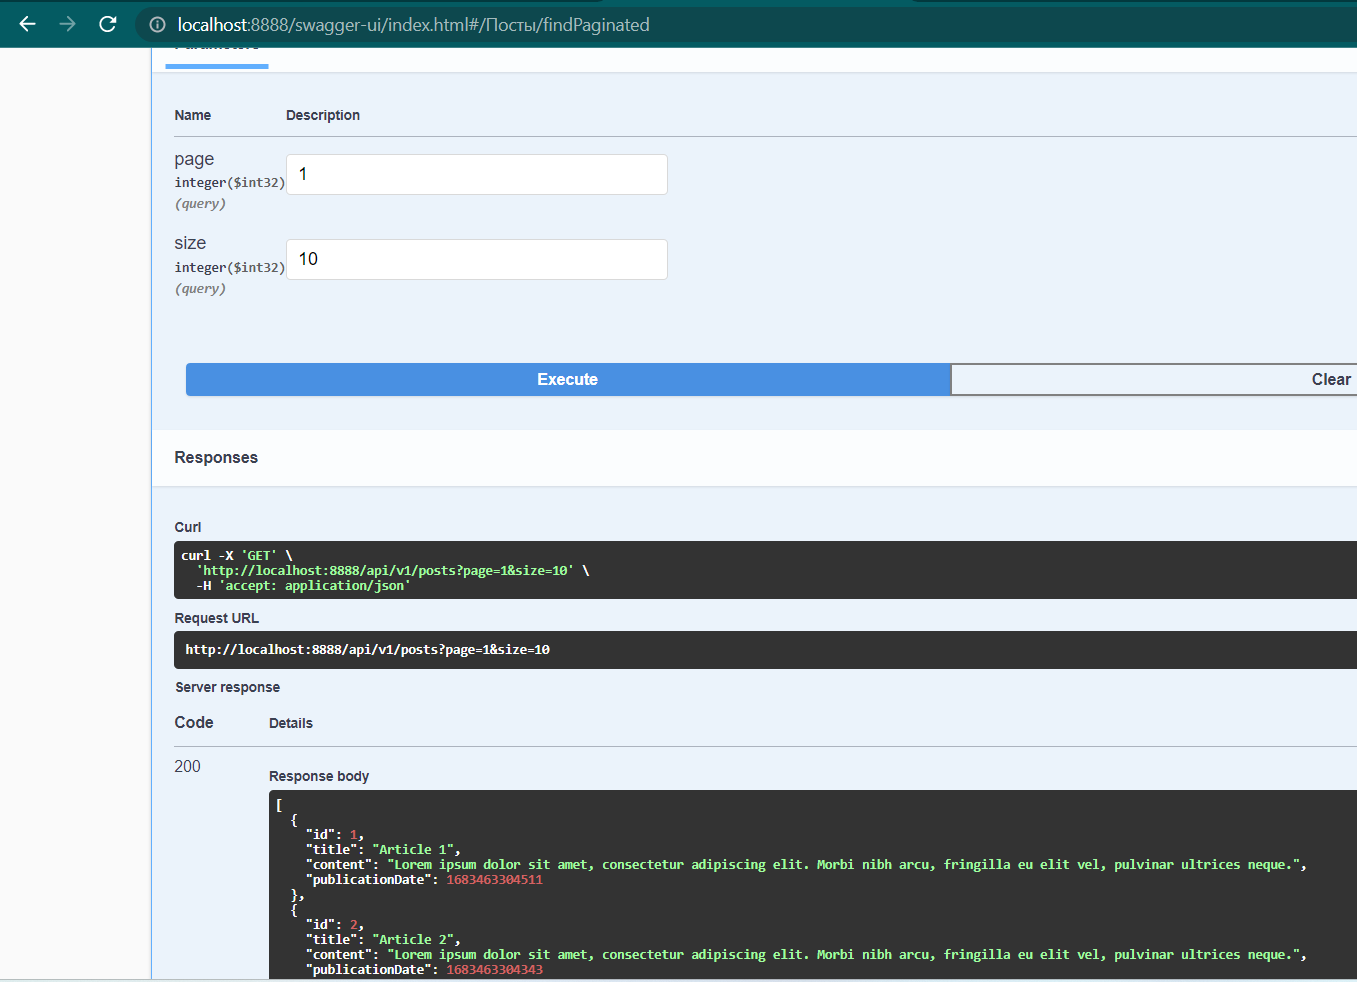 localhost:8888/swagger-ui/index.html#/Посты/findPaginated
Name Description
page
1
integer($int32)
(query)
size
10
integer($int32)
(query)
Execute Clear
Responses
Curl
curl -X 'GET' \
'http://localhost:8888/api/v1/posts?page=1&size=10' \
-H 'accept: application/json'
Request URL
http://localhost:8888/api/v1/posts?page=1&size=10
Server response
Code Details
200
Response body
[
{
"id": 1,
"title": "Article 1",
"content": "Lorem ipsum dolor sit amet, consectetur adipiscing elit. Morbi nibh arcu, fringilla eu elit vel, pulvinar ultrices neque.",
"publicationDate": 1683463304511
},
{
"id": 2,
"title": "Article 2",
"content": "Lorem ipsum dolor sit amet, consectetur adipiscing elit. Morbi nibh arcu, fringilla eu elit vel, pulvinar ultrices neque.",
"publicationDate": 1683463304343